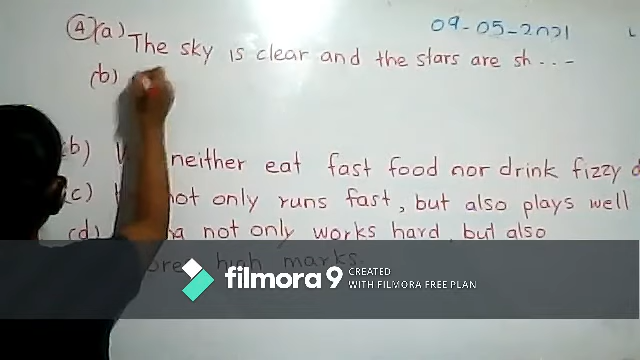 09-05-2021
④(a) The sky is clear and the stars are sh...-
(b)
b) neither eat fast food nor drink fizzy d
(c) not only runs fast, but also plays well
(d) not only works hard, but also
high marks.
filmora 9 CREATED
WITH FILMORA FREE PLAN